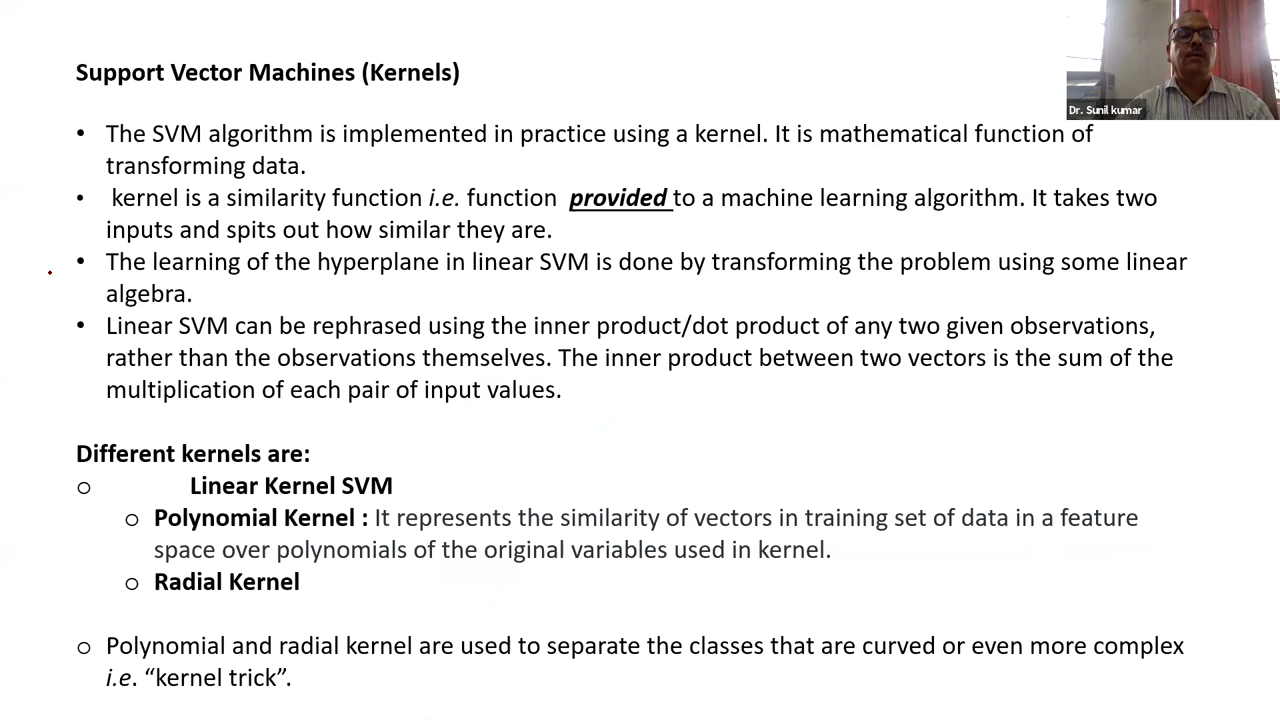 Support Vector Machines (Kernels)
Dr. Sunil kumar
• The SVM algorithm is implemented in practice using a kernel. It is mathematical function of
transforming data.
• kernel is a similarity function i.e. function provided to a machine learning algorithm. It takes two
inputs and spits out how similar they are.
• The learning of the hyperplane in linear SVM is done by transforming the problem using some linear
algebra.
• Linear SVM can be rephrased using the inner product/dot product of any two given observations,
rather than the observations themselves. The inner product between two vectors is the sum of the
multiplication of each pair of input values.
Different kernels are:
o Linear Kernel SVM
o Polynomial Kernel : It represents the similarity of vectors in training set of data in a feature
space over polynomials of the original variables used in kernel.
o Radial Kernel
o Polynomial and radial kernel are used to separate the classes that are curved or even more complex
i.e. “kernel trick”.